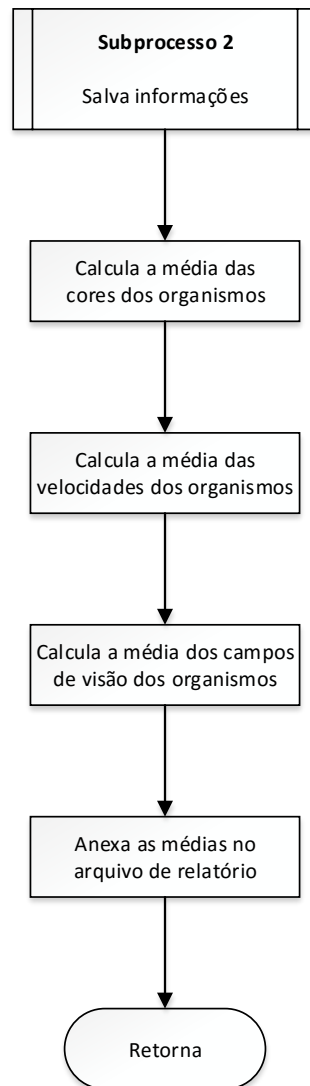 Subprocesso 2
Salva informações
Calcula a média das
cores dos organismos
Calcula a média das
velocidades dos organismos
Calcula a média dos campos
de visão dos organismos
Anexa as médias no
arquivo de relatório
Retorna